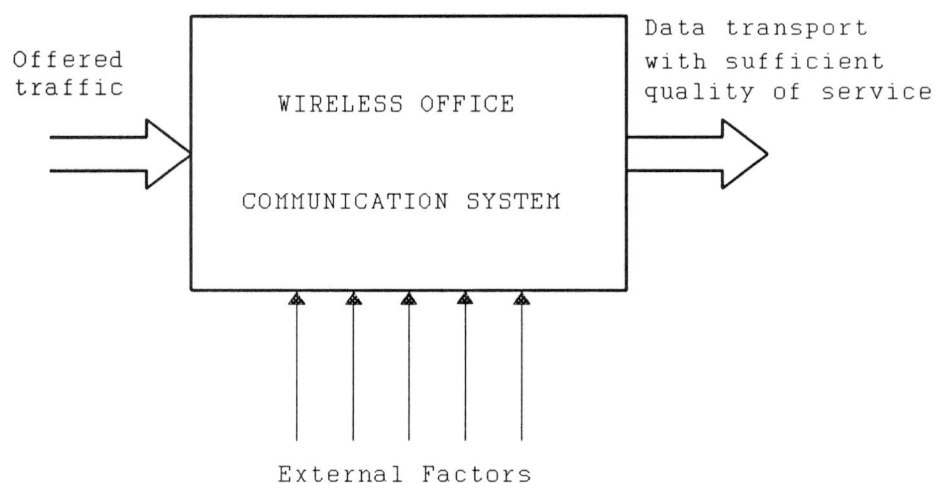 Offered
traffic
WIRELESS OFFICE
COMMUNICATION SYSTEM
Data transport
with sufficient
quality of service
External Factors